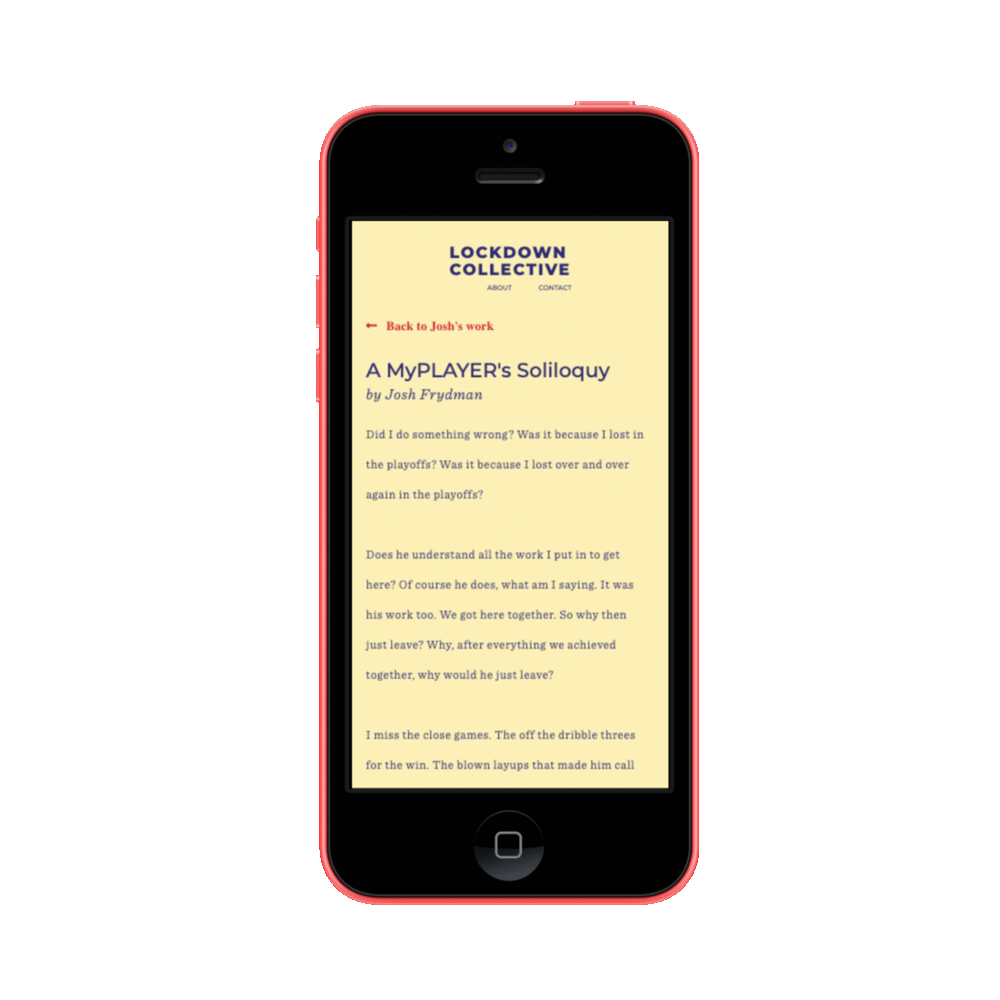 LOCKDOWN
COLLECTIVE
ABOUT CONTACT
← Back to Josh's work
A MyPLAYER's Soliloquy
by Josh Frydman
Did I do something wrong? Was it because I lost in
the playoffs? Was it because I lost over and over
again in the playoffs?
Does he understand all the work I put in to get
here? Of course he does, what am I saying. It was
his work too. We got here together. So why then
just leave? Why, after everything we achieved
together, why would he just leave?
I miss the close games. The off the dribble threes
for the win. The blown layups that made him call